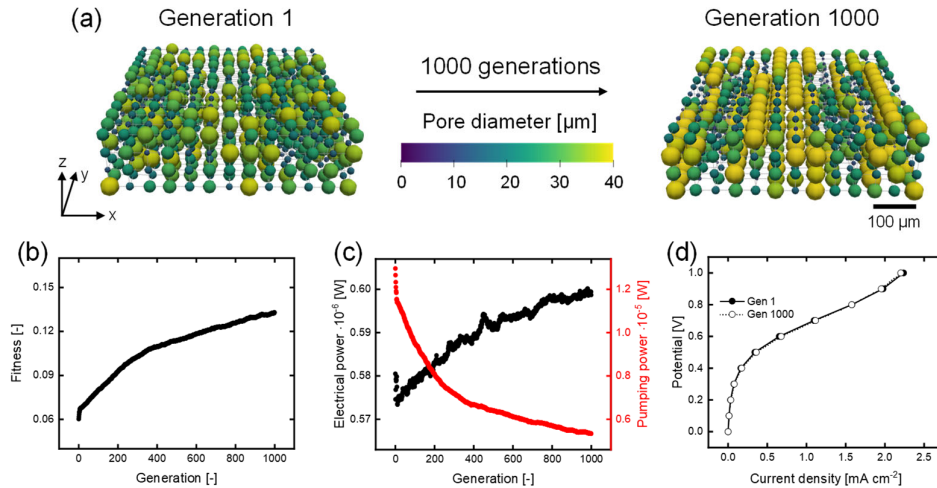 (a)
Generation 1
Generation 1000
1000 generations
Pore diameter [µm]
0 10 20 30 40
z
y
x
100 µm
(b)
0.15
0.12
0.09
0.06
Fitness [-]
0 200 400 600 800 1000
Generation [-]
(c)
0.60
0.59
0.58
0.57
Electrical power ·10⁻⁶ [W]
1.2
1.0
0.8
0.6
Pumping power ·10⁻⁵ [W]
0 200 400 600 800 1000
Generation [-]
(d)
1.0
0.8
0.6
0.4
0.2
0.0
Potential [V]
Gen 1
Gen 1000
0.0 0.5 1.0 1.5 2.0 2.5
Current density [mA cm⁻²]